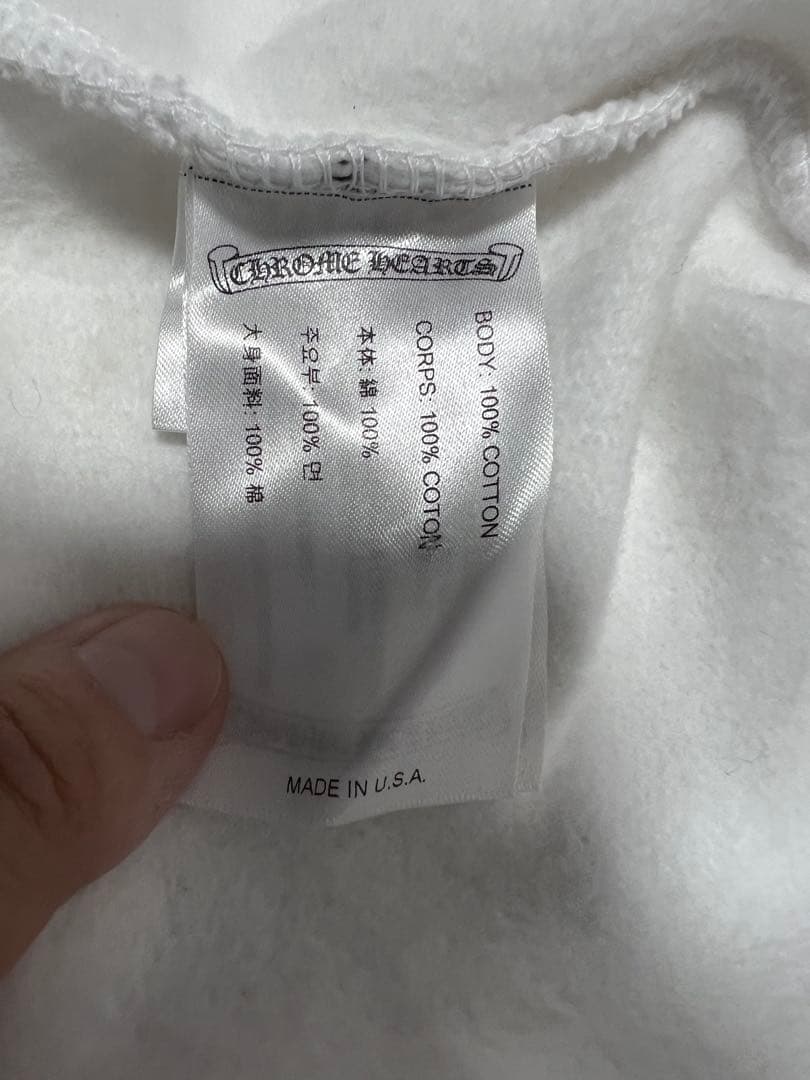 CHROME HEARTS
BODY: 100% COTTON
CORPS: 100% COTON
本体: 綿 100%
주요부: 100% 면
大身面料: 100% 棉
MADE IN U.S.A.